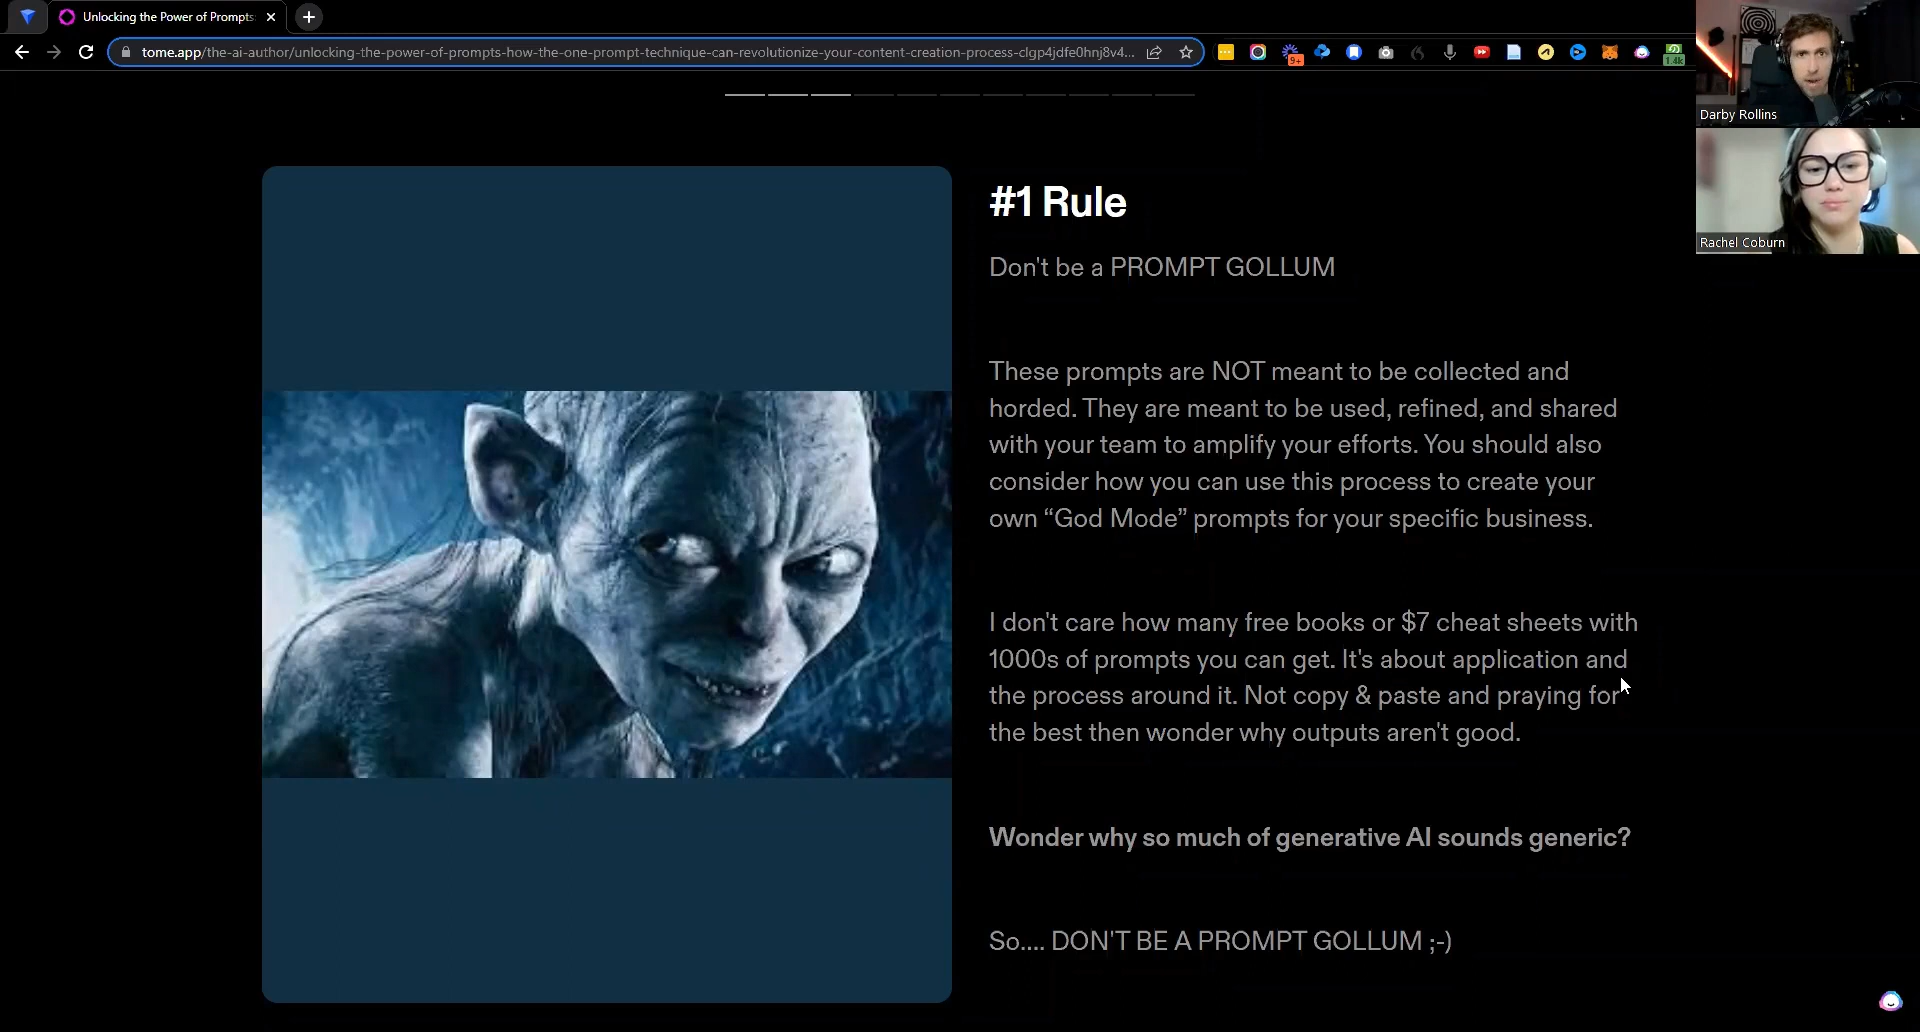 Unlocking the Power of Prompts
tome.app/the-ai-author/unlocking-the-power-of-prompts-how-the-one-prompt-technique-can-revolutionize-your-content-creation-process-clgp4jdfe0hnj8v4...
9+
1.4k
Darby Rollins
Rachel Coburn
#1 Rule
Don't be a PROMPT GOLLUM
These prompts are NOT meant to be collected and
horded. They are meant to be used, refined, and shared
with your team to amplify your efforts. You should also
consider how you can use this process to create your
own “God Mode” prompts for your specific business.
I don't care how many free books or $7 cheat sheets with
1000s of prompts you can get. It's about application and
the process around it. Not copy & paste and praying for
the best then wonder why outputs aren't good.
Wonder why so much of generative AI sounds generic?
So.... DON'T BE A PROMPT GOLLUM ;-)